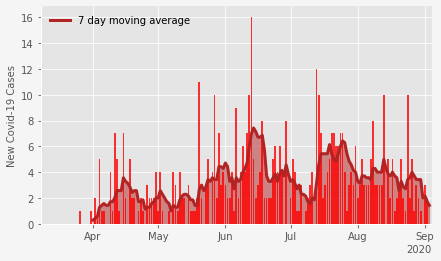 7 day moving average
New Covid-19 Cases
16
14
12
10
8
6
4
2
0
Apr
May
Jun
Jul
Aug
Sep
2020